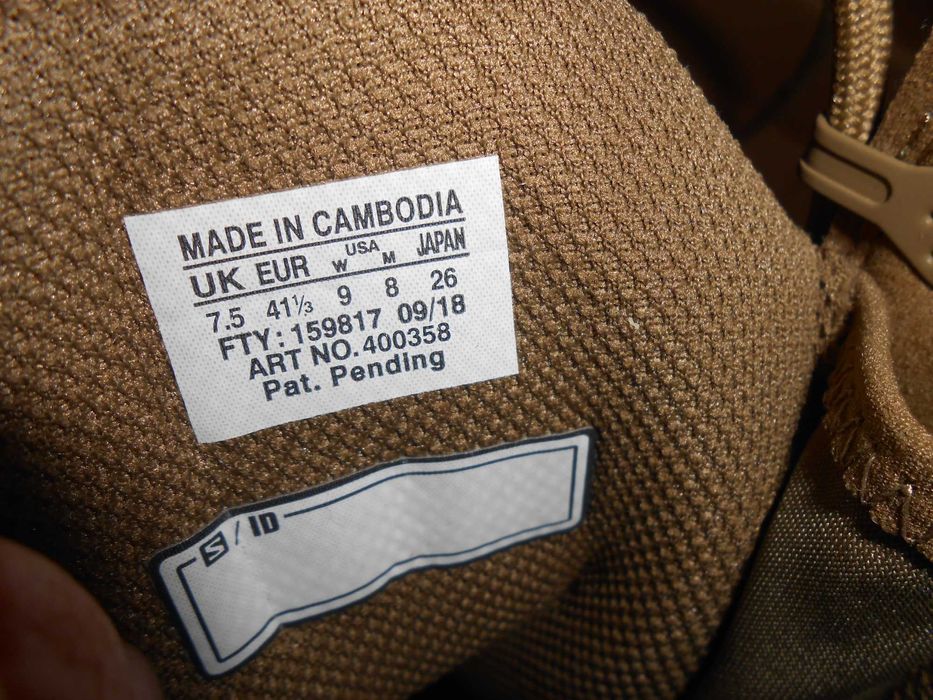 MADE IN CAMBODIA
UK EUR W USA M JAPAN
7.5 41⅓ 9 8 26
FTY: 159817 09/18
ART NO. 400358
Pat. Pending
S / ID